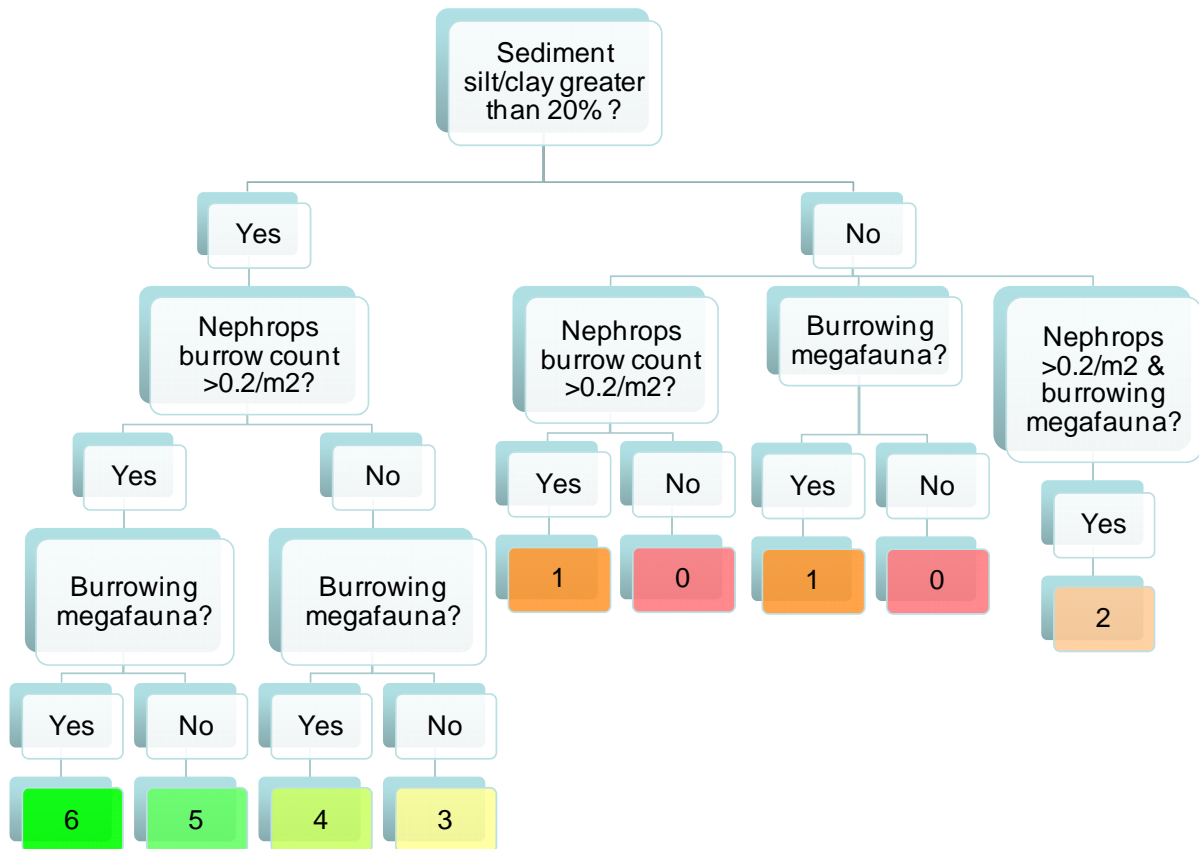 Sediment
silt/clay greater
than 20% ?
Yes
No
Nephrops
burrow count
>0.2/m2?
Nephrops
burrow count
>0.2/m2?
Burrowing
megafauna?
Nephrops
>0.2/m2 &
burrowing
megafauna?
Yes
No
Yes
No
Yes
No
Yes
Burrowing
megafauna?
Burrowing
megafauna?
1
0
1
0
2
Yes
No
Yes
No
6
5
4
3